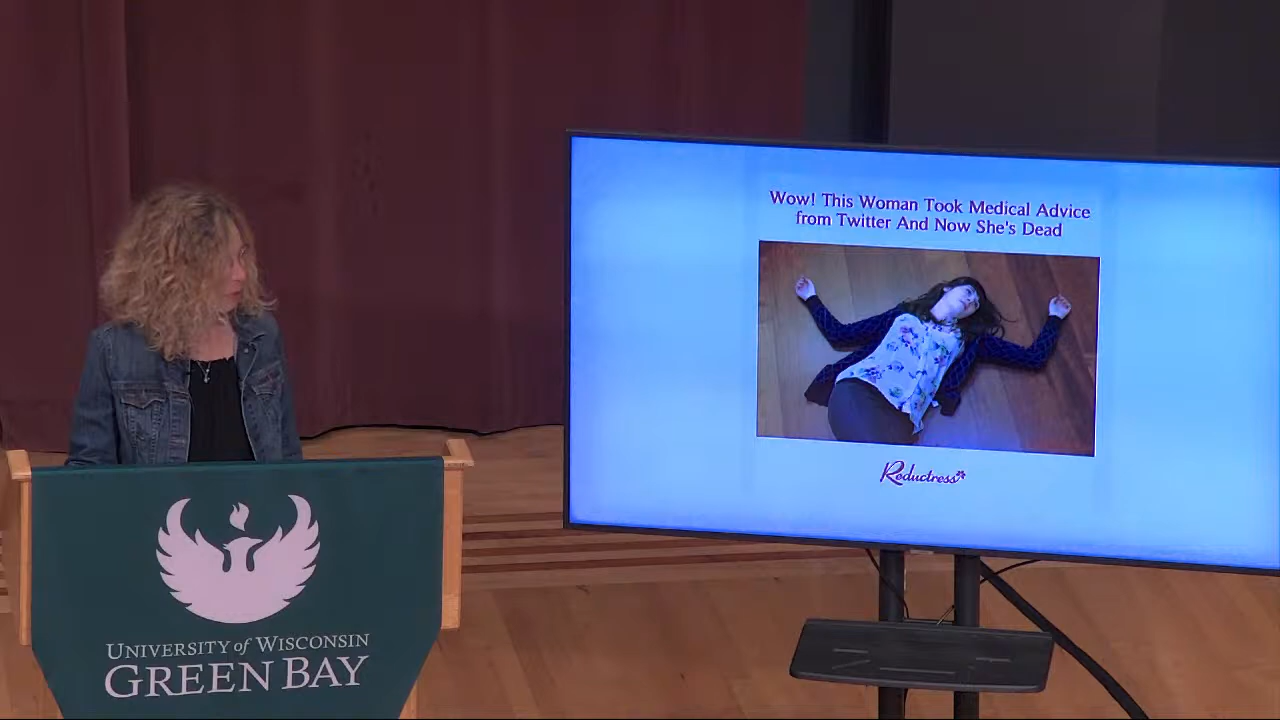 Wow! This Woman Took Medical Advice
from Twitter And Now She's Dead
Reductress
UNIVERSITY of WISCONSIN
GREEN BAY